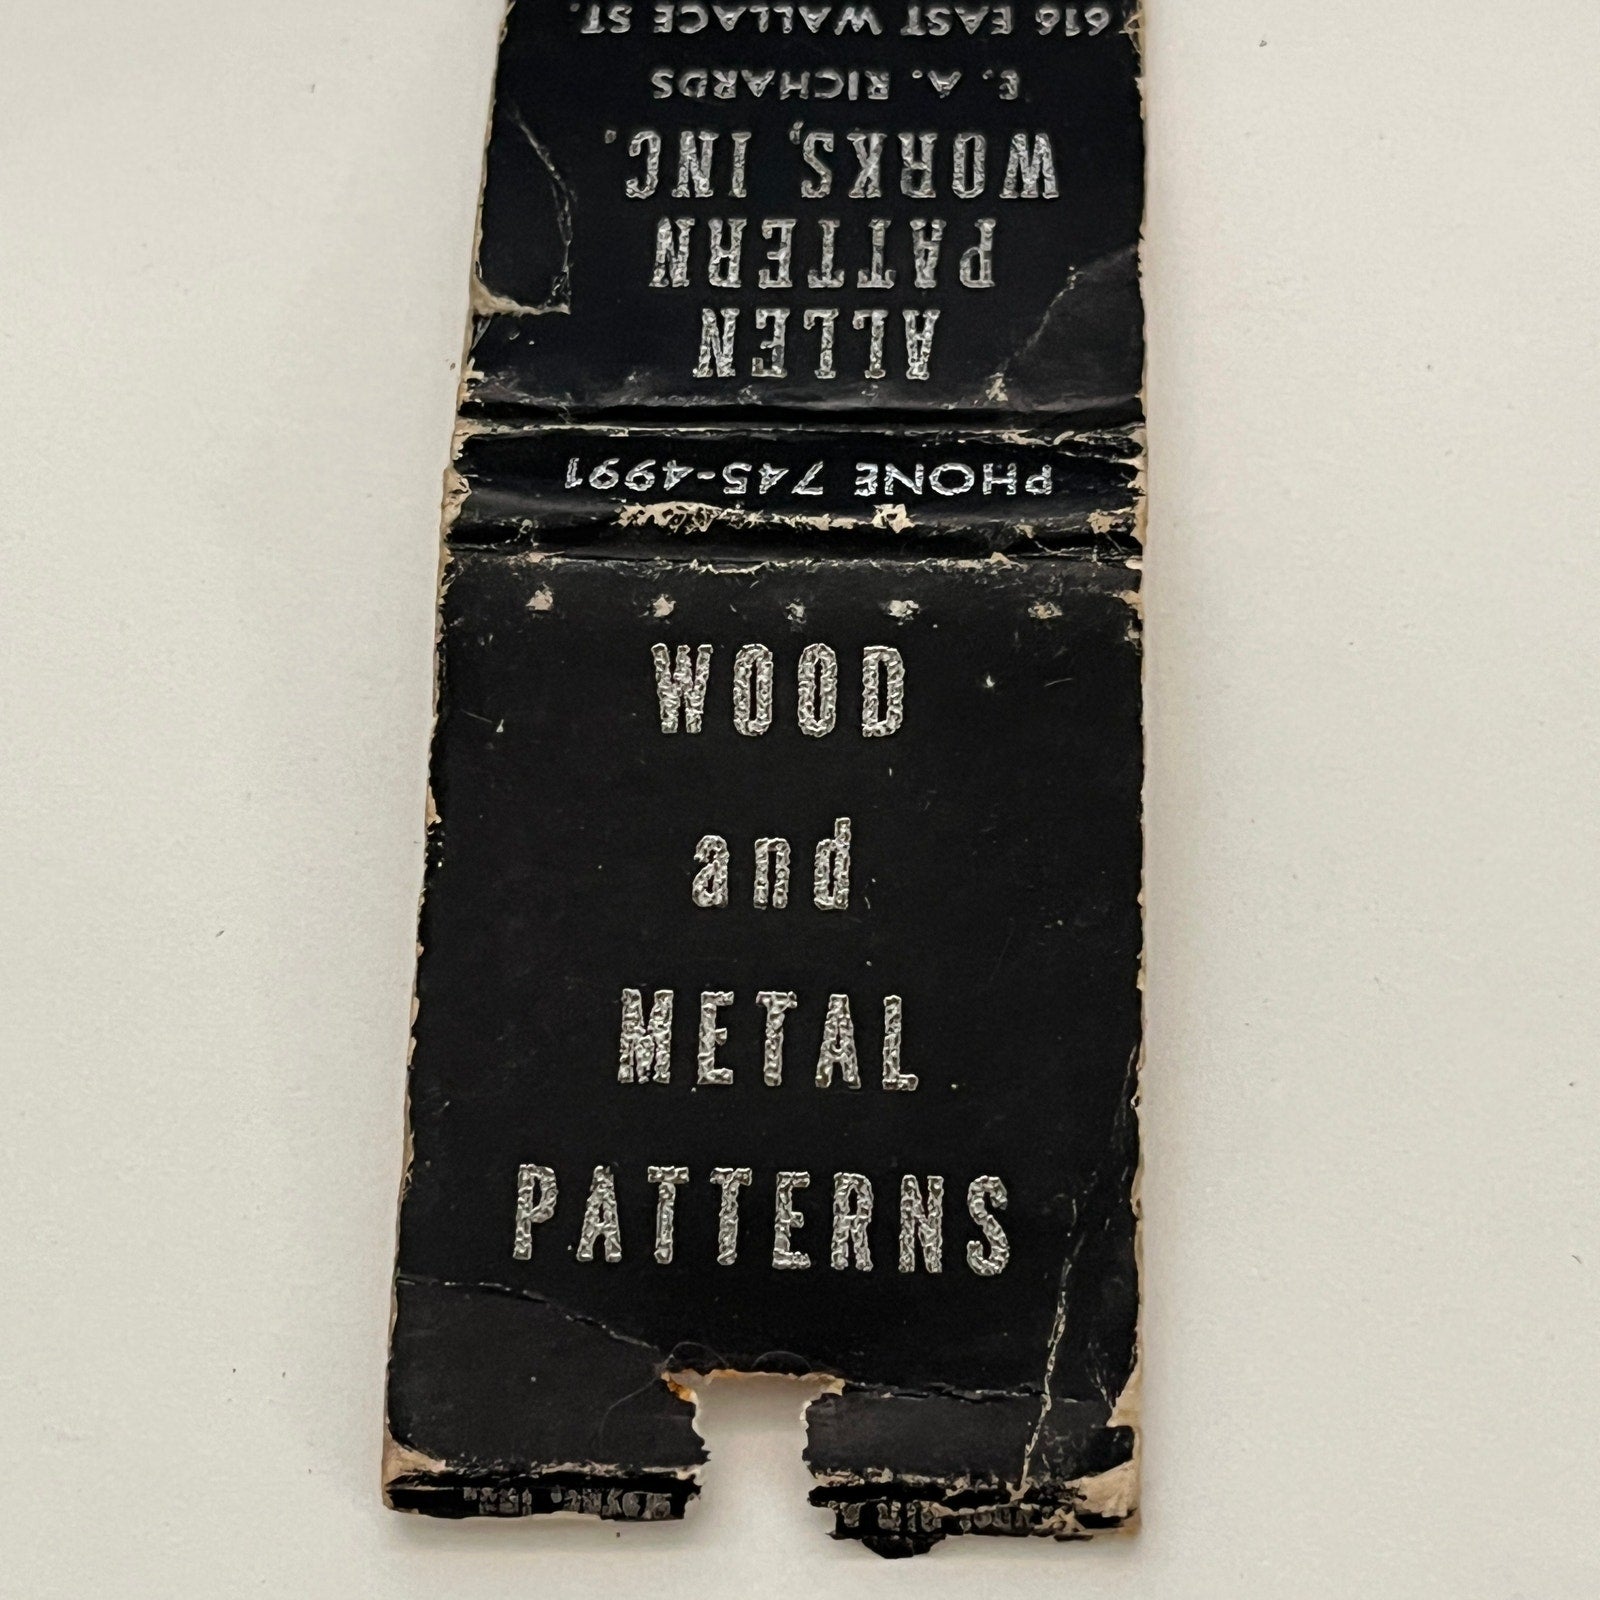 ALLEN
PATTERN
WORKS, INC.
E. A. RICHARDS
616 EAST WALLACE ST.
PHONE 745-4991
WOOD
and
METAL
PATTERNS